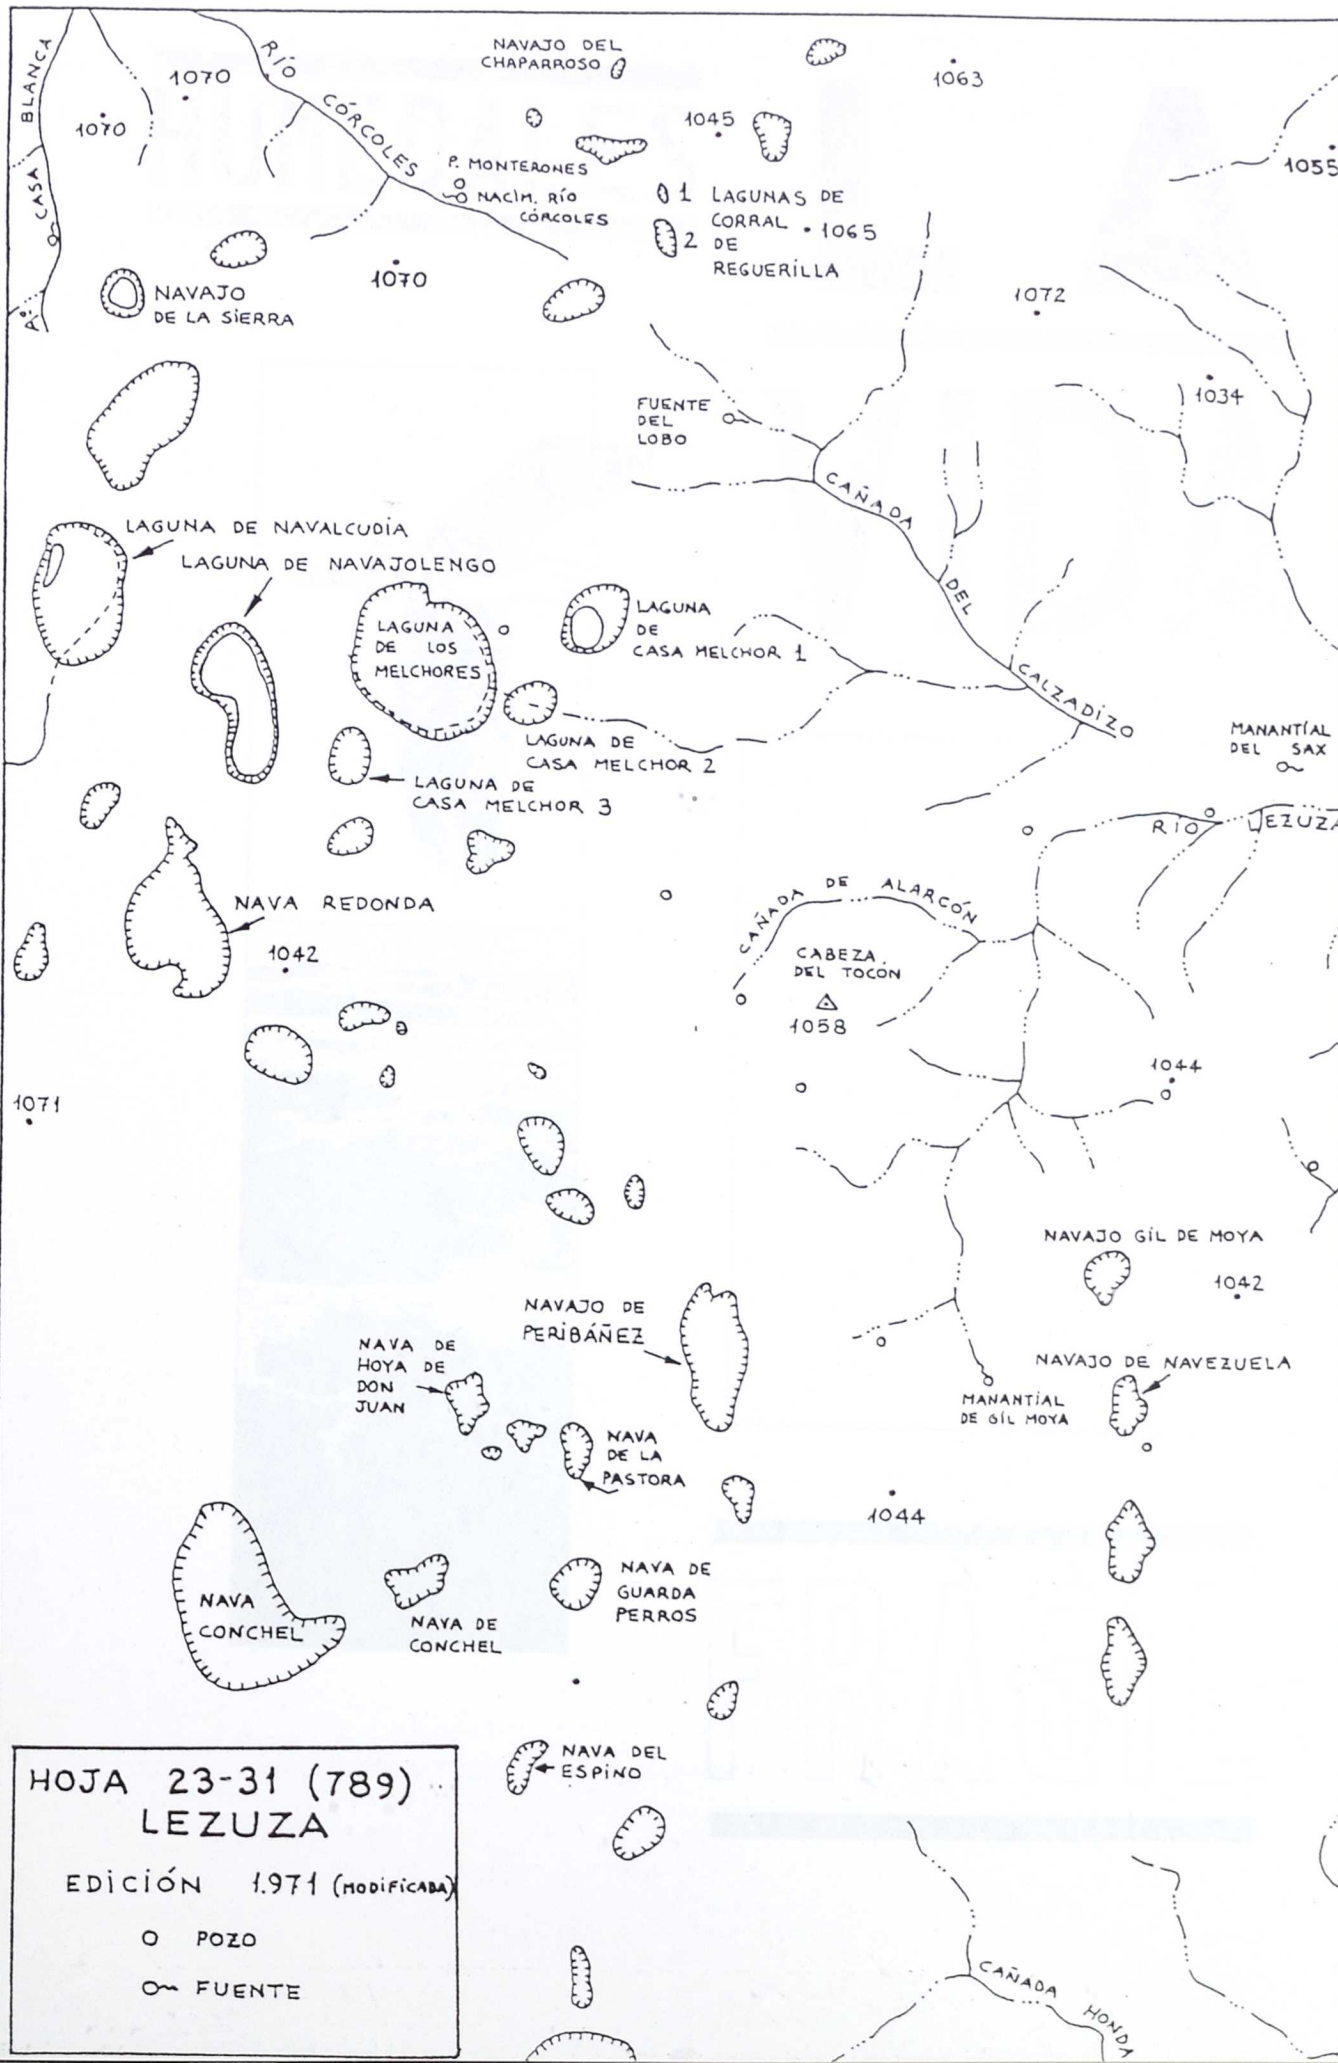 NAVAJO DEL
CHAPARROSO
1063
RÍO
CÓRCOLES
1070
1070
A.º CASA BLANCA
1045
1055
P. MONTERONES
NACIM. RÍO
CÓRCOLES
1 LAGUNAS DE
CORRAL
2 DE
REGUERILLA
1065
1070
NAVAJO
DE LA SIERRA
1072
1034
FUENTE
DEL
LOBO
CAÑADA
DEL
CALZADIZO
LAGUNA DE NAVALCUDIA
LAGUNA DE NAVAJOLENGO
LAGUNA
DE LOS
MELCHORES
LAGUNA
DE
CASA MELCHOR 1
LAGUNA DE
CASA MELCHOR 2
LAGUNA DE
CASA MELCHOR 3
MANANTÍAL
DEL SAX
RÍO LEZUZA
NAVA REDONDA
1042
CAÑADA DE ALARCÓN
CABEZA
DEL TOCÓN
1058
1044
1071
NAVAJO GIL DE MOYA
1042
NAVAJO DE
PERIBÁÑEZ
NAVA DE
HOYA DE
DON
JUAN
NAVAJO DE NAVEZUELA
MANANTÍAL
DE GIL MOYA
NAVA
DE LA
PASTORA
1044
NAVA
CONCHEL
NAVA DE
CONCHEL
NAVA DE
GUARDA
PERROS
NAVA DEL
ESPINO
HOJA 23-31 (789)
LEZUZA
EDICIÓN 1.971 (MODIFICADA)
POZO
FUENTE
CAÑADA HONDA